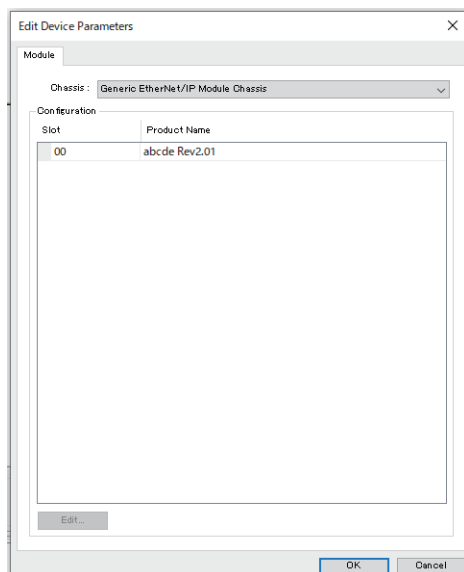 Edit Device Parameters
Module
Chassis : Generic EtherNet/IP Module Chassis
Configuration
Slot Product Name
00 abcde Rev2.01
Edit...
OK Cancel